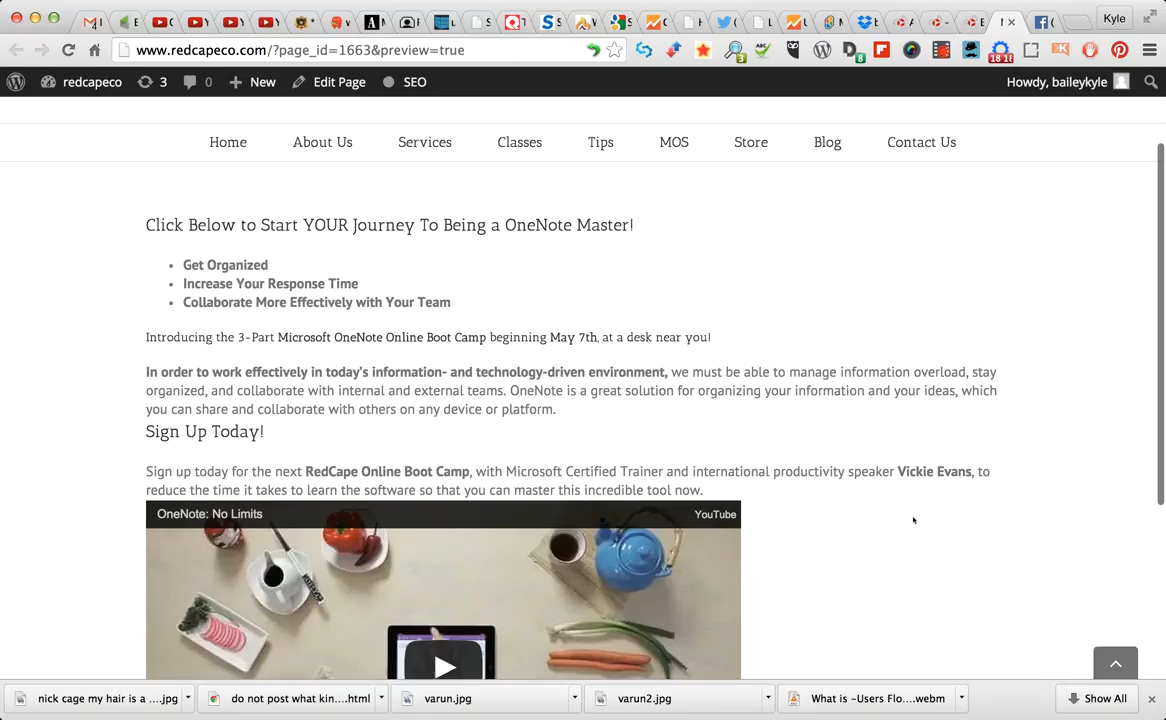 Kyle
www.redcapeco.com/?page_id=1663&preview=true
redcapeco 3 0 New Edit Page SEO Howdy, baileykyle
Home About Us Services Classes Tips MOS Store Blog Contact Us
Click Below to Start YOUR Journey To Being a OneNote Master!
• Get Organized
• Increase Your Response Time
• Collaborate More Effectively with Your Team
Introducing the 3-Part Microsoft OneNote Online Boot Camp beginning May 7th, at a desk near you!
In order to work effectively in today's information- and technology-driven environment, we must be able to manage information overload, stay
organized, and collaborate with internal and external teams. OneNote is a great solution for organizing your information and your ideas, which
you can share and collaborate with others on any device or platform.
Sign Up Today!
Sign up today for the next RedCape Online Boot Camp, with Microsoft Certified Trainer and international productivity speaker Vickie Evans, to
reduce the time it takes to learn the software so that you can master this incredible tool now.
OneNote: No Limits YouTube
nick cage my hair is a ....jpg do not post what kin....html varun.jpg varun2.jpg What is -Users Flo....webm Show All